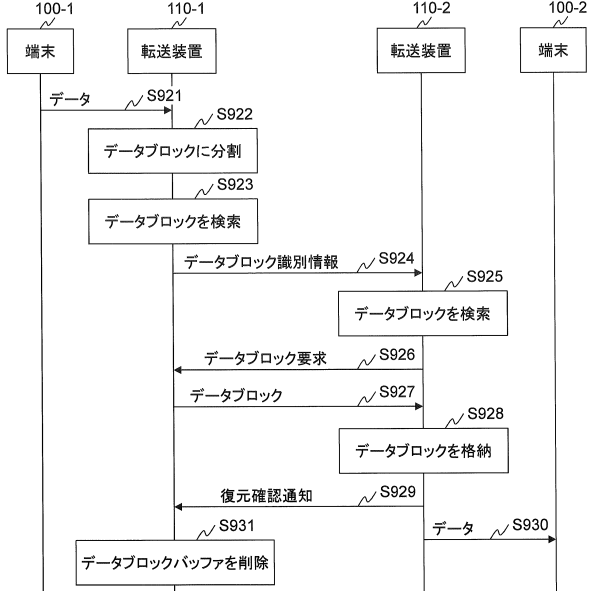 100-1
110-1
110-2
100-2
端末
転送装置
転送装置
端末
データ
S921
S922
データブロックに分割
S923
データブロックを検索
データブロック識別情報
S924
S925
データブロックを検索
データブロック要求
S926
データブロック
S927
S928
データブロックを格納
復元確認通知
S929
データ
S930
S931
データブロックバッファを削除